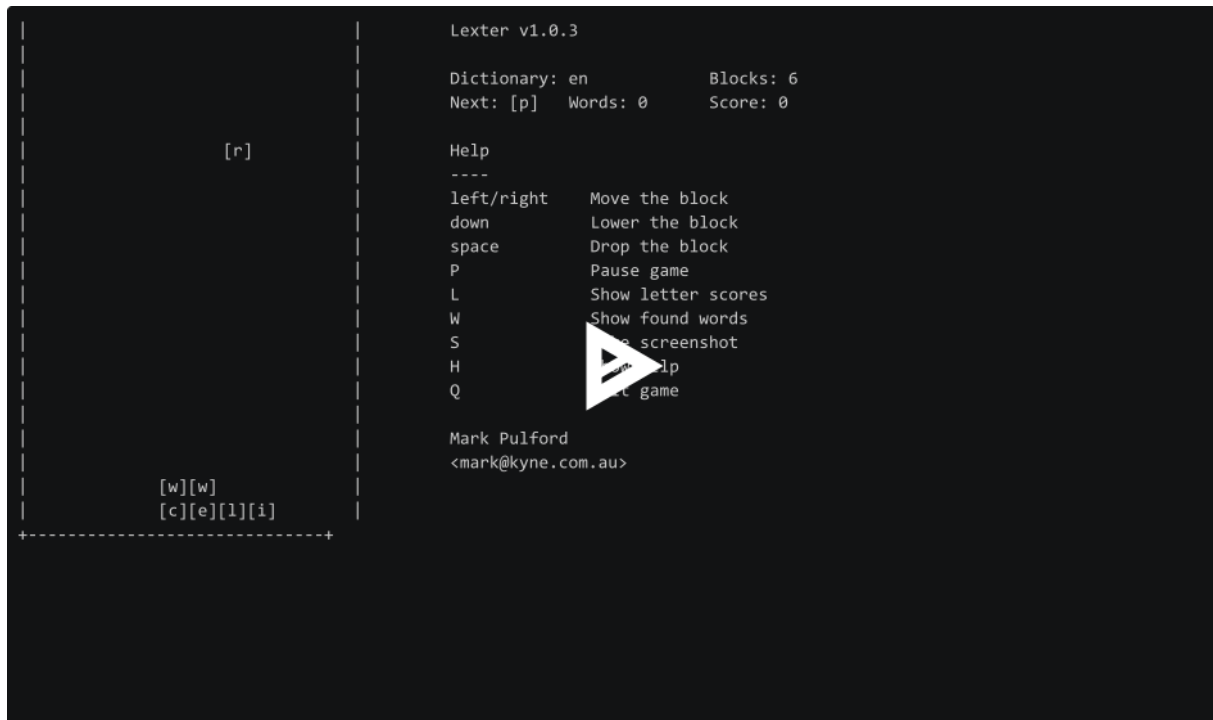 Lexter v1.0.3
Dictionary: en Blocks: 6
Next: [p] Words: 0 Score: 0
[r] Help
----
left/right Move the block
down Lower the block
space Drop the block
P Pause game
L Show letter scores
W Show found words
S screenshot
H
Q game
Mark Pulford
<mark@kyne.com.au>
[w][w]
[c][e][l][i]
+------------------------------+